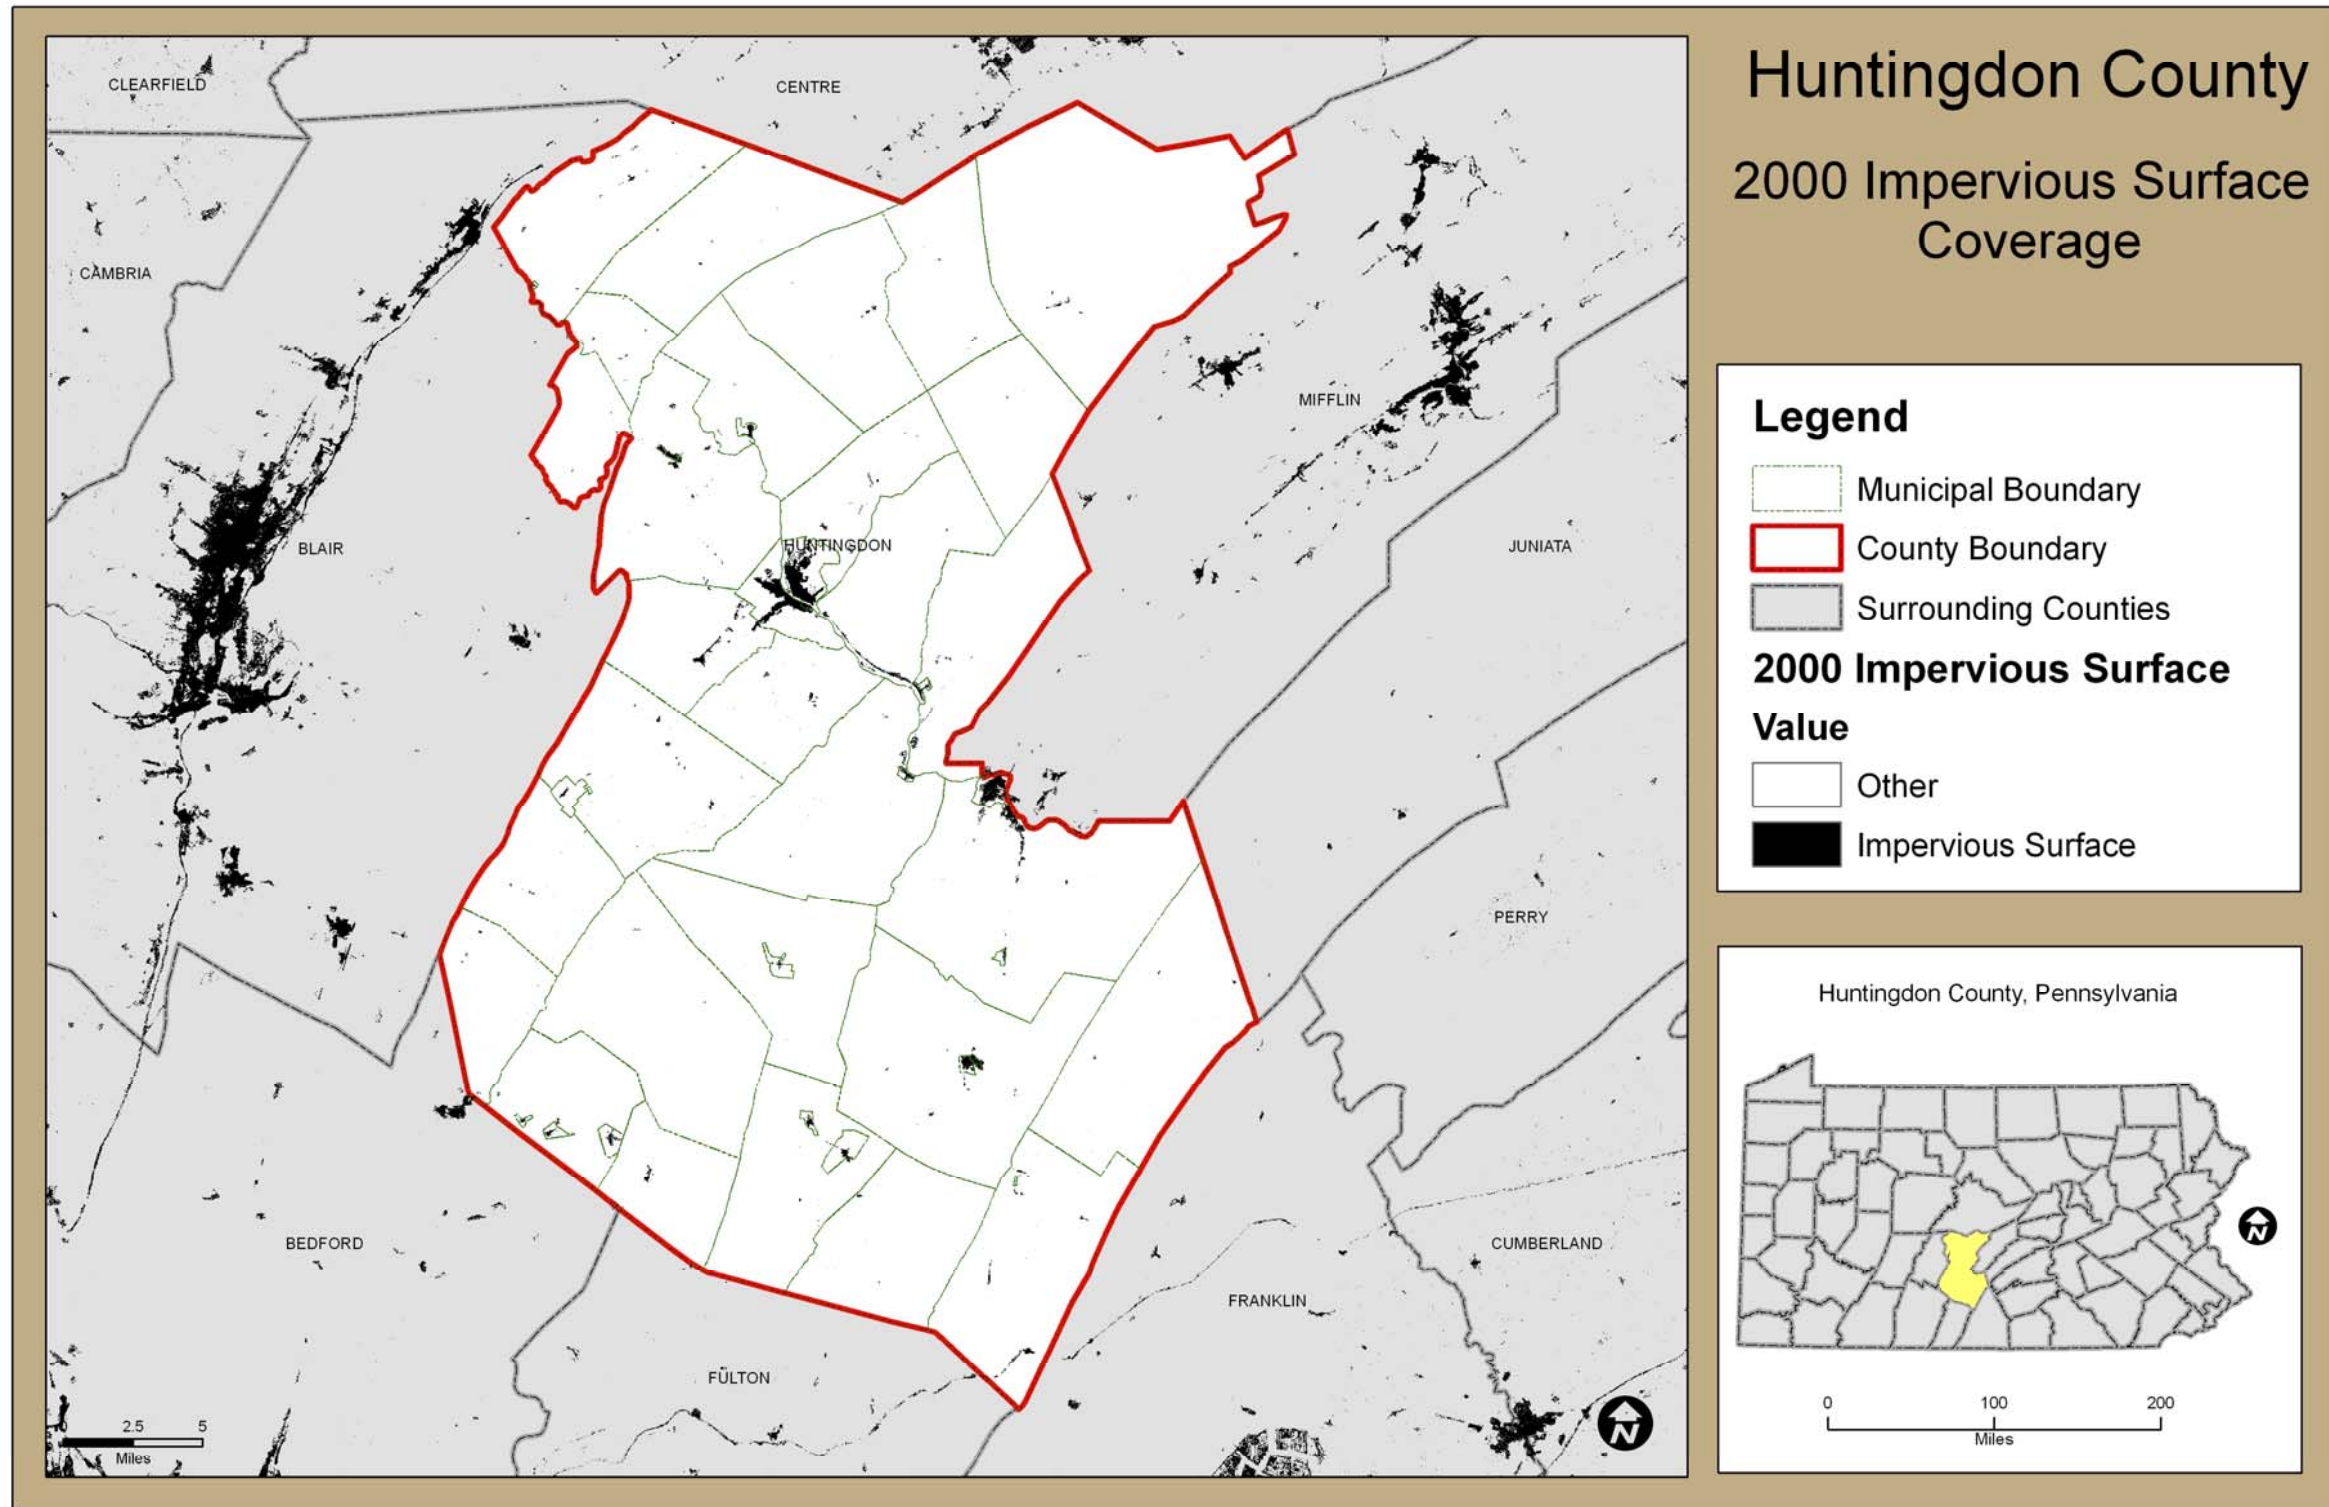 Huntingdon County
2000 Impervious Surface
Coverage
CLEARFIELD
CENTRE
CAMBRIA
MIFFLIN
BLAIR
HUNTINGDON
JUNIATA
PERRY
BEDFORD
CUMBERLAND
FRANKLIN
FULTON
0 2.5 5
Miles
N
Legend
Municipal Boundary
County Boundary
Surrounding Counties
2000 Impervious Surface
Value
Other
Impervious Surface
Huntingdon County, Pennsylvania
N
0 100 200
Miles